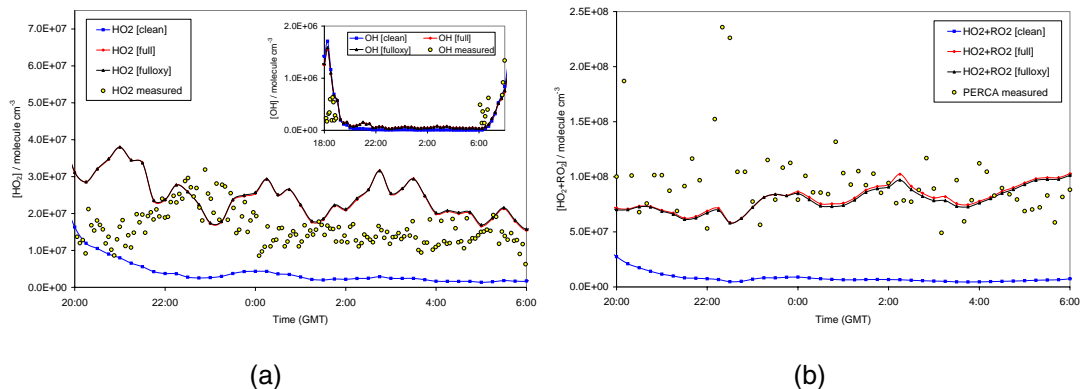 7.0E+07
6.0E+07
5.0E+07
4.0E+07
3.0E+07
2.0E+07
1.0E+07
0.0E+00
[HO2] / molecule cm-3
HO2 [clean]
HO2 [full]
HO2 [fulloxy]
HO2 measured
2.0E+06
1.0E+06
0.0E+00
[OH] / molecule cm-3
OH [clean]
OH [full]
OH [fulloxy]
OH measured
18:00
22:00
2:00
6:00
20:00
22:00
0:00
2:00
4:00
6:00
Time (GMT)
(a)
2.5E+08
2.0E+08
1.5E+08
1.0E+08
5.0E+07
0.0E+00
[HO2+RO2] / molecule cm-3
HO2+RO2 [clean]
HO2+RO2 [full]
HO2+RO2 [fulloxy]
PERCA measured
20:00
22:00
0:00
2:00
4:00
6:00
Time (GMT)
(b)